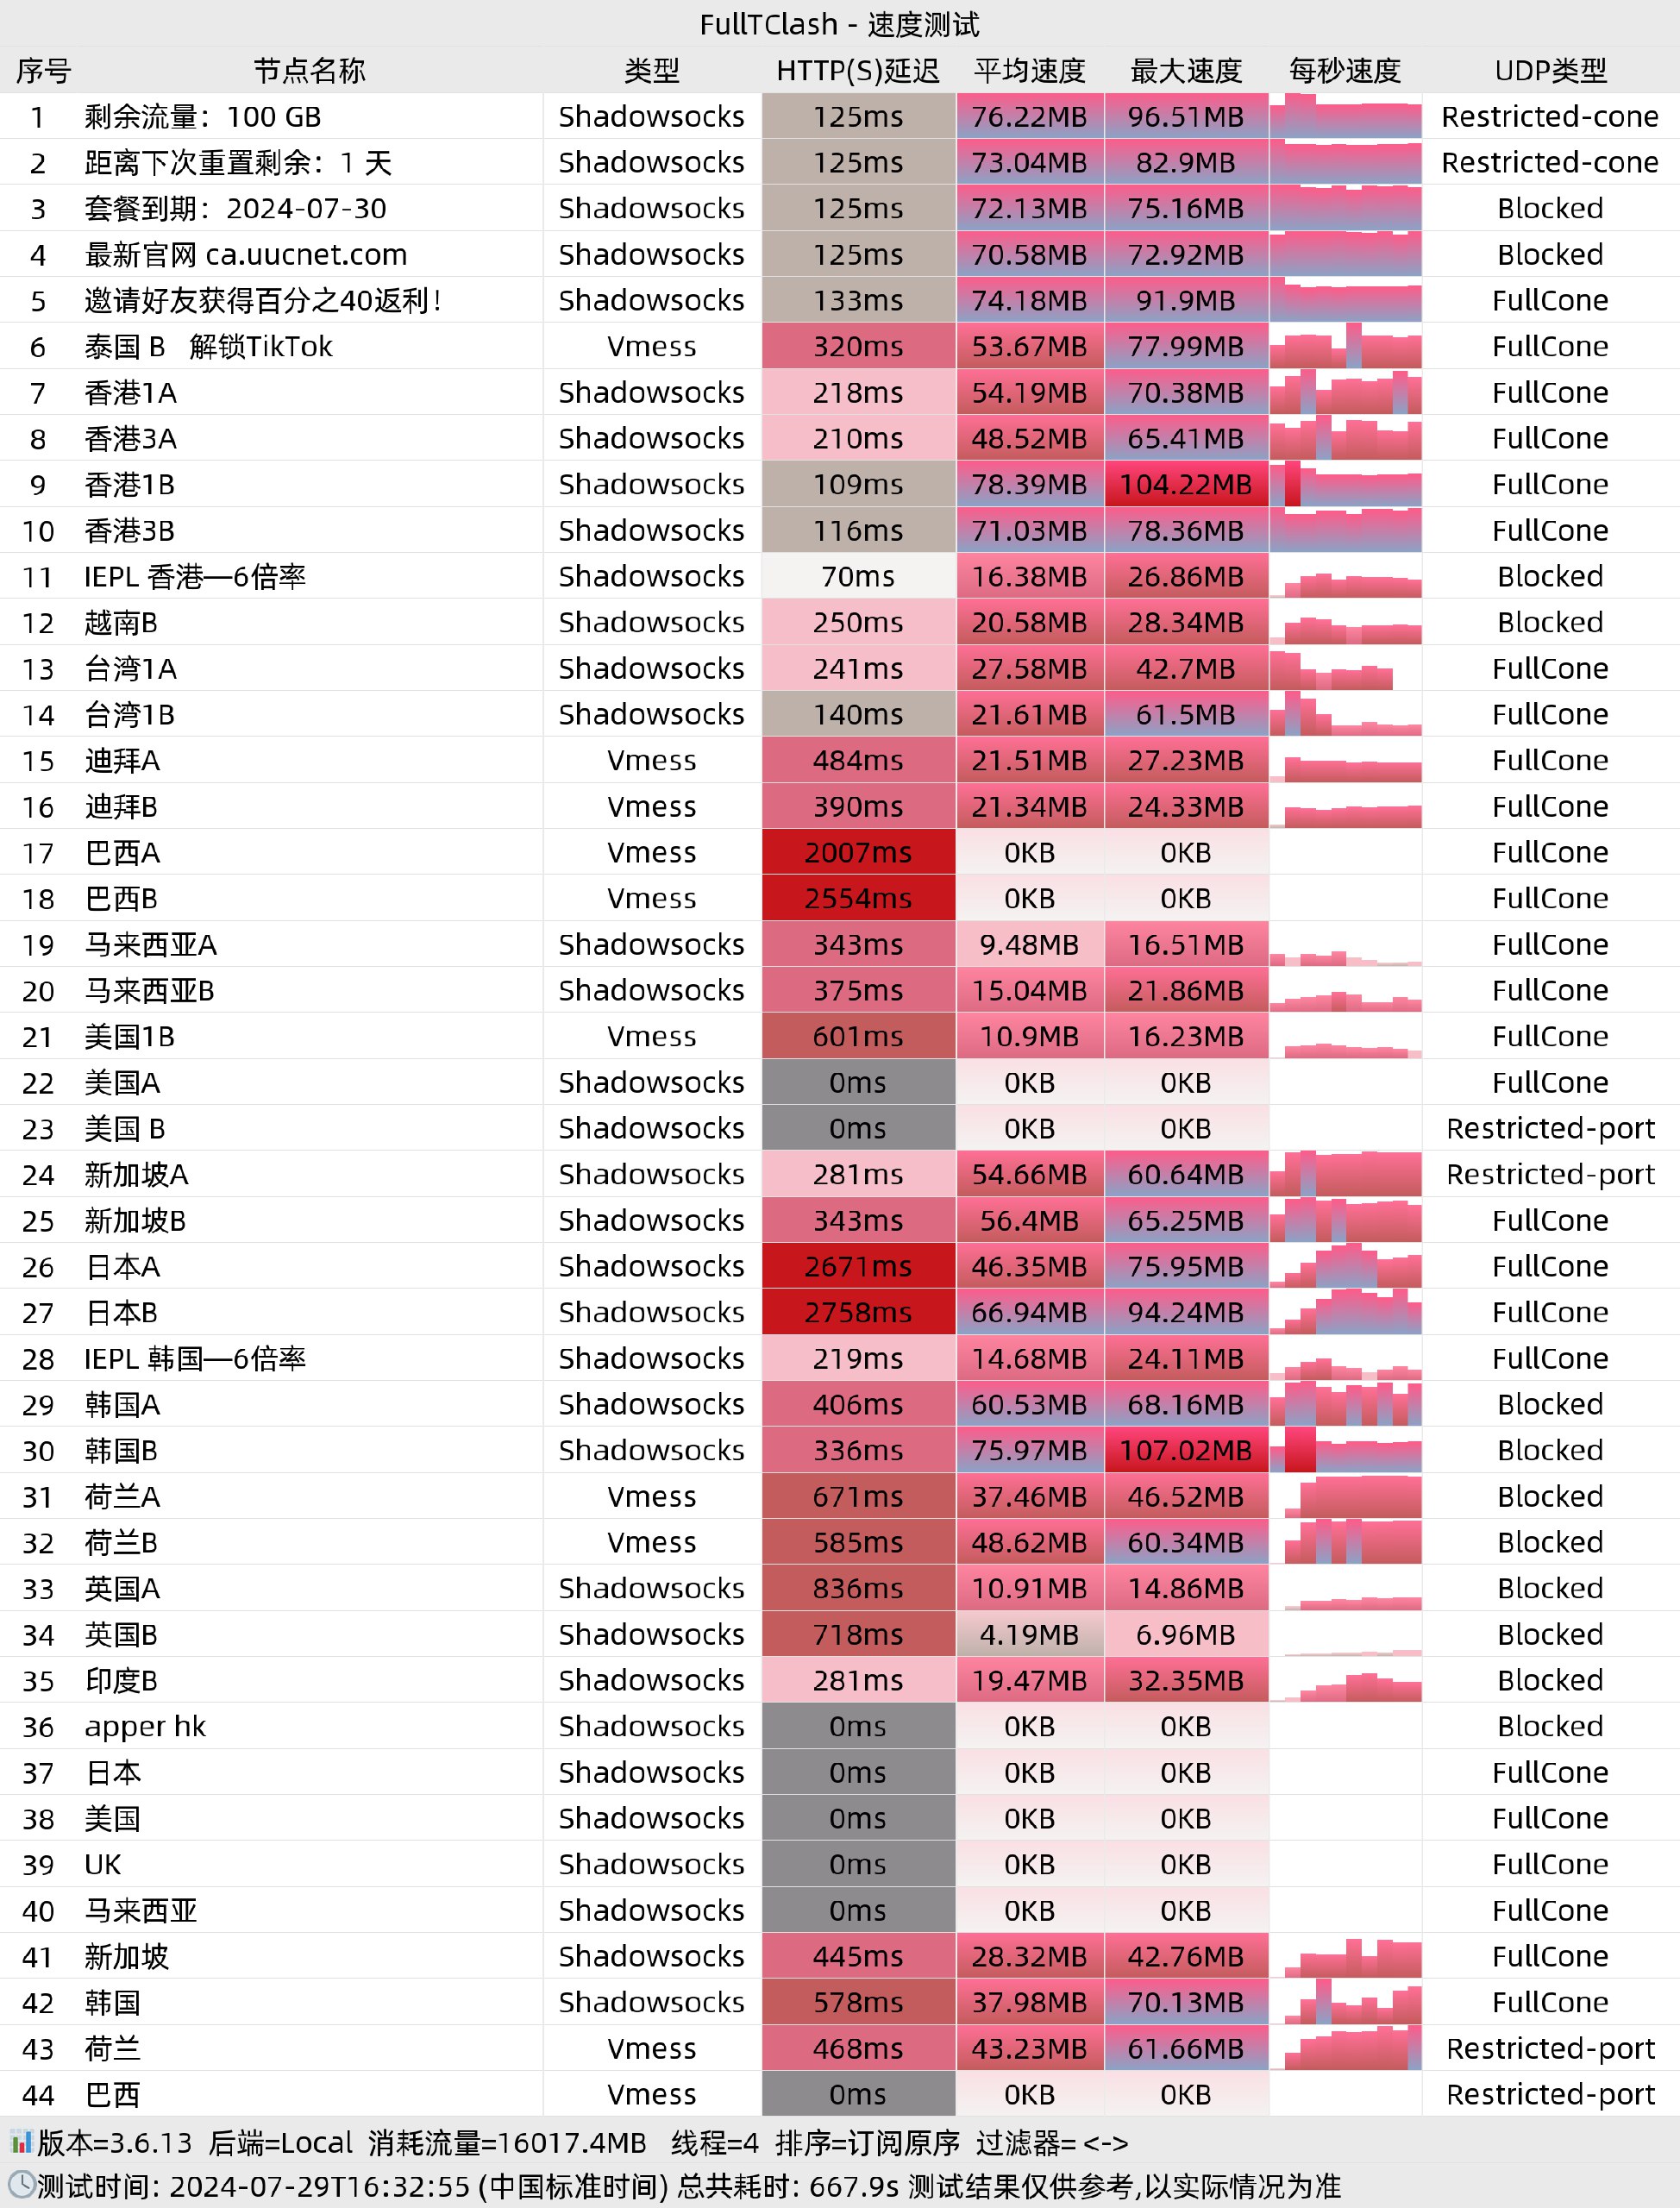 FullTClash - 速度测试
序号 节点名称 类型 HTTP(S)延迟 平均速度 最大速度 每秒速度 UDP类型
1 剩余流量：100 GB Shadowsocks 125ms 76.22MB 96.51MB Restricted-cone
2 距离下次重置剩余：1 天 Shadowsocks 125ms 73.04MB 82.9MB Restricted-cone
3 套餐到期：2024-07-30 Shadowsocks 125ms 72.13MB 75.16MB Blocked
4 最新官网 ca.uucnet.com Shadowsocks 125ms 70.58MB 72.92MB Blocked
5 邀请好友获得百分之40返利！ Shadowsocks 133ms 74.18MB 91.9MB FullCone
6 泰国 B 解锁TikTok Vmess 320ms 53.67MB 77.99MB FullCone
7 香港1A Shadowsocks 218ms 54.19MB 70.38MB FullCone
8 香港3A Shadowsocks 210ms 48.52MB 65.41MB FullCone
9 香港1B Shadowsocks 109ms 78.39MB 104.22MB FullCone
10 香港3B Shadowsocks 116ms 71.03MB 78.36MB FullCone
11 IEPL 香港—6倍率 Shadowsocks 70ms 16.38MB 26.86MB Blocked
12 越南B Shadowsocks 250ms 20.58MB 28.34MB Blocked
13 台湾1A Shadowsocks 241ms 27.58MB 42.7MB FullCone
14 台湾1B Shadowsocks 140ms 21.61MB 61.5MB FullCone
15 迪拜A Vmess 484ms 21.51MB 27.23MB FullCone
16 迪拜B Vmess 390ms 21.34MB 24.33MB FullCone
17 巴西A Vmess 2007ms 0KB 0KB FullCone
18 巴西B Vmess 2554ms 0KB 0KB FullCone
19 马来西亚A Shadowsocks 343ms 9.48MB 16.51MB FullCone
20 马来西亚B Shadowsocks 375ms 15.04MB 21.86MB FullCone
21 美国1B Vmess 601ms 10.9MB 16.23MB FullCone
22 美国A Shadowsocks 0ms 0KB 0KB FullCone
23 美国 B Shadowsocks 0ms 0KB 0KB Restricted-port
24 新加坡A Shadowsocks 281ms 54.66MB 60.64MB Restricted-port
25 新加坡B Shadowsocks 343ms 56.4MB 65.25MB FullCone
26 日本A Shadowsocks 2671ms 46.35MB 75.95MB FullCone
27 日本B Shadowsocks 2758ms 66.94MB 94.24MB FullCone
28 IEPL 韩国—6倍率 Shadowsocks 219ms 14.68MB 24.11MB FullCone
29 韩国A Shadowsocks 406ms 60.53MB 68.16MB Blocked
30 韩国B Shadowsocks 336ms 75.97MB 107.02MB Blocked
31 荷兰A Vmess 671ms 37.46MB 46.52MB Blocked
32 荷兰B Vmess 585ms 48.62MB 60.34MB Blocked
33 英国A Shadowsocks 836ms 10.91MB 14.86MB Blocked
34 英国B Shadowsocks 718ms 4.19MB 6.96MB Blocked
35 印度B Shadowsocks 281ms 19.47MB 32.35MB Blocked
36 apper hk Shadowsocks 0ms 0KB 0KB Blocked
37 日本 Shadowsocks 0ms 0KB 0KB FullCone
38 美国 Shadowsocks 0ms 0KB 0KB FullCone
39 UK Shadowsocks 0ms 0KB 0KB FullCone
40 马来西亚 Shadowsocks 0ms 0KB 0KB FullCone
41 新加坡 Shadowsocks 445ms 28.32MB 42.76MB FullCone
42 韩国 Shadowsocks 578ms 37.98MB 70.13MB FullCone
43 荷兰 Vmess 468ms 43.23MB 61.66MB Restricted-port
44 巴西 Vmess 0ms 0KB 0KB Restricted-port
版本=3.6.13 后端=Local 消耗流量=16017.4MB 线程=4 排序=订阅原序 过滤器= <->
测试时间: 2024-07-29T16:32:55 (中国标准时间) 总共耗时: 667.9s 测试结果仅供参考,以实际情况为准